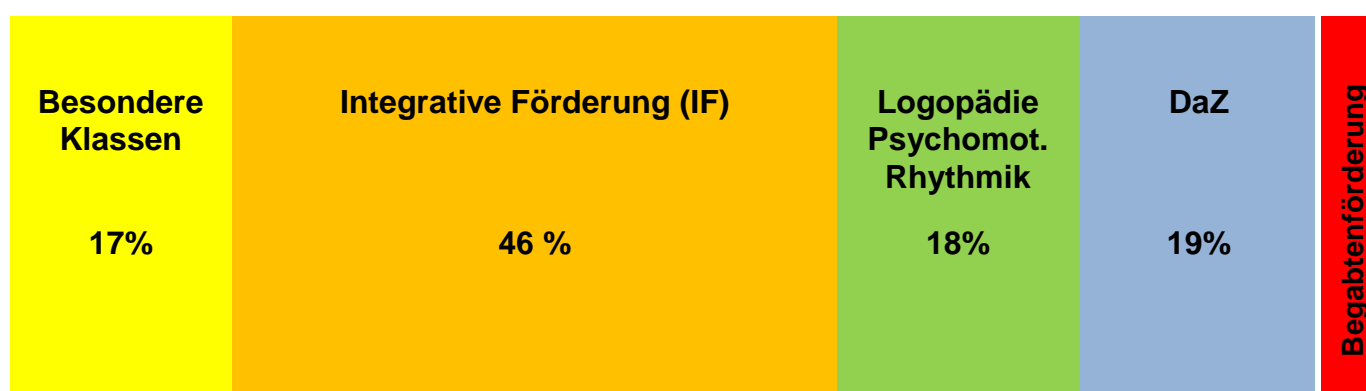 Besondere
Klassen
17%
Integrative Förderung (IF)
46 %
Logopädie
Psychomot.
Rhythmik
18%
DaZ
19%
Begabtenförderung